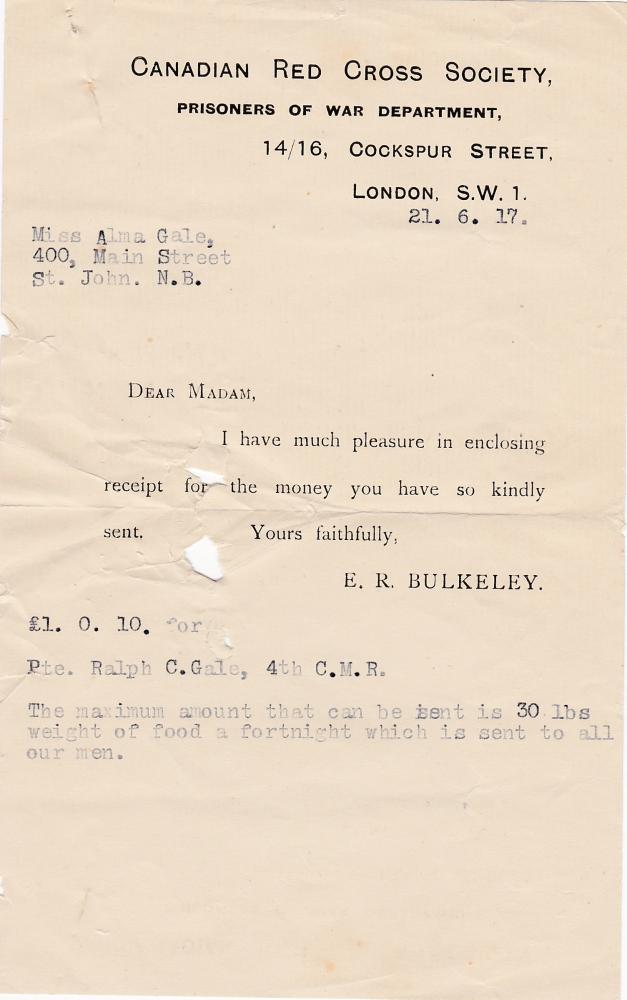 CANADIAN RED CROSS SOCIETY,
PRISONERS OF WAR DEPARTMENT,
14/16, COCKSPUR STREET,
LONDON, S.W. 1.
21. 6. 17.
Miss Alma Gale,
400, Main Street
St. John. N.B.
DEAR MADAM,
I have much pleasure in enclosing
receipt for the money you have so kindly
sent. Yours faithfully,
E. R. BULKELEY.
£1. 0. 10. for
Pte. Ralph C.Gale, 4th C.M.R.
The maximum amount that can be sent is 30 lbs
weight of food a fortnight which is sent to all
our men.